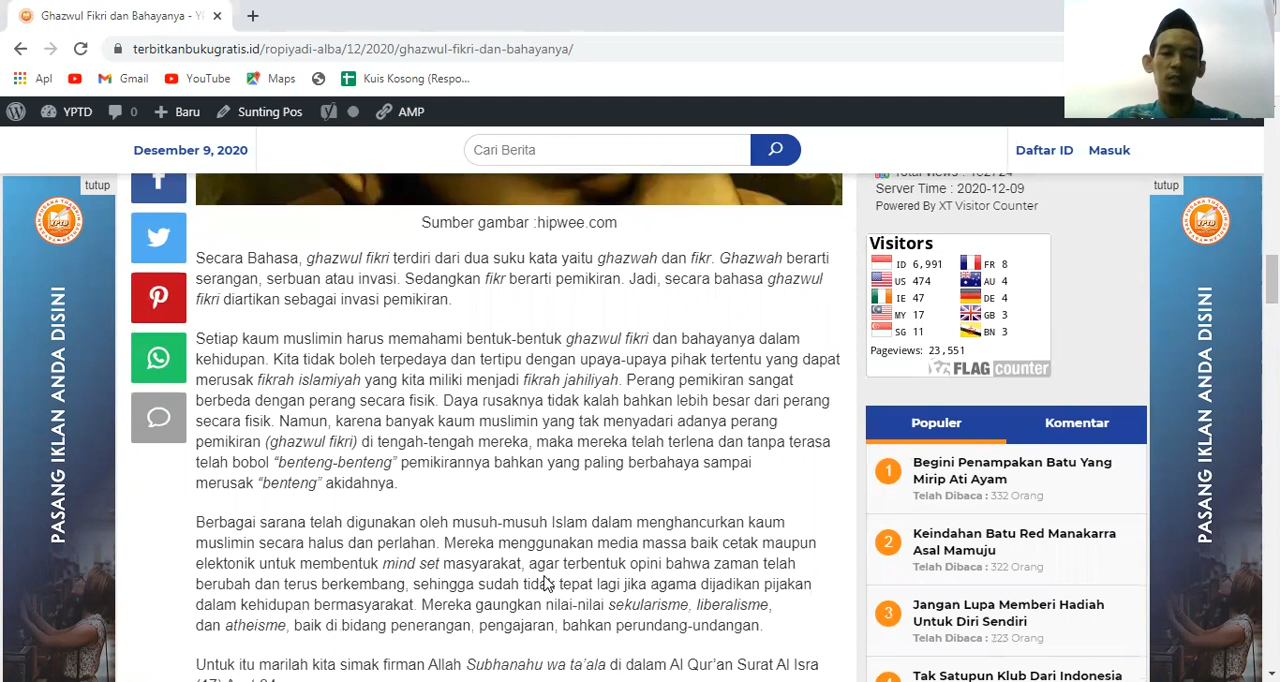 Ghazwul Fikri dan Bahayanya - Y
terbitkanbukugratis.id/ropiyadi-alba/12/2020/ghazwul-fikri-dan-bahayanya/
Apl
Gmail
YouTube
Maps
Kuis Kosong (Respo...
YPTD
0
Baru
Sunting Pos
AMP
Desember 9, 2020
Cari Berita
Daftar ID
Masuk
tutup
YPTD
PASANG IKLAN ANDA DISINI
Sumber gambar :hipwee.com
Secara Bahasa, ghazwul fikri terdiri dari dua suku kata yaitu ghazwah dan fikr. Ghazwah berarti
serangan, serbuan atau invasi. Sedangkan fikr berarti pemikiran. Jadi, secara bahasa ghazwul
fikri diartikan sebagai invasi pemikiran.
Setiap kaum muslimin harus memahami bentuk-bentuk ghazwul fikri dan bahayanya dalam
kehidupan. Kita tidak boleh terpedaya dan tertipu dengan upaya-upaya pihak tertentu yang dapat
merusak fikrah islamiyah yang kita miliki menjadi fikrah jahiliyah. Perang pemikiran sangat
berbeda dengan perang secara fisik. Daya rusaknya tidak kalah bahkan lebih besar dari perang
secara fisik. Namun, karena banyak kaum muslimin yang tak menyadari adanya perang
pemikiran (ghazwul fikri) di tengah-tengah mereka, maka mereka telah terlena dan tanpa terasa
telah bobol “benteng-benteng” pemikirannya bahkan yang paling berbahaya sampai
merusak “benteng” akidahnya.
Berbagai sarana telah digunakan oleh musuh-musuh Islam dalam menghancurkan kaum
muslimin secara halus dan perlahan. Mereka menggunakan media massa baik cetak maupun
elektonik untuk membentuk mind set masyarakat, agar terbentuk opini bahwa zaman telah
berubah dan terus berkembang, sehingga sudah tidak tepat lagi jika agama dijadikan pijakan
dalam kehidupan bermasyarakat. Mereka gaungkan nilai-nilai sekularisme, liberalisme,
dan atheisme, baik di bidang penerangan, pengajaran, bahkan perundang-undangan.
Untuk itu marilah kita simak firman Allah Subhanahu wa ta’ala di dalam Al Qur’an Surat Al Isra
Total views :
Server Time : 2020-12-09
Powered By XT Visitor Counter
Visitors
ID 6,991 FR 8
US 474 AU 4
IE 47 DE 4
MY 17 GB 3
SG 11 BN 3
Pageviews: 23,551
FLAG counter
Populer
Komentar
1
Begini Penampakan Batu Yang
Mirip Ati Ayam
Telah Dibaca : 332 Orang
2
Keindahan Batu Red Manakarra
Asal Mamuju
Telah Dibaca : 253 Orang
3
Jangan Lupa Memberi Hadiah
Untuk Diri Sendiri
Telah Dibaca : 223 Orang
Tak Satupun Klub Dari Indonesia
tutup
YPTD
PASANG IKLAN ANDA DISINI